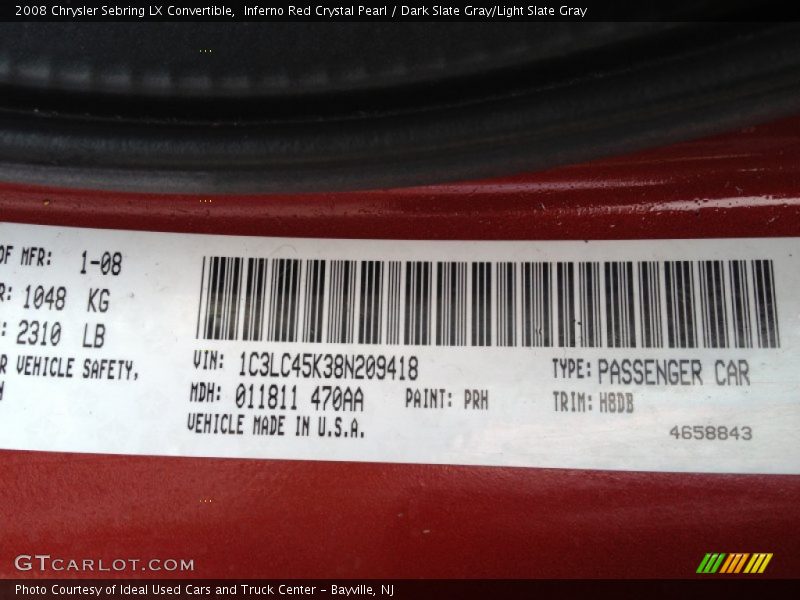 2008 Chrysler Sebring LX Convertible,  Inferno Red Crystal Pearl / Dark Slate Gray/Light Slate Gray
OF MFR: 1-08
R: 1048 KG
: 2310 LB
R VEHICLE SAFETY,
VIN: 1C3LC45K38N209418
TYPE: PASSENGER CAR
MDH: 011811 470AA
PAINT: PRH
TRIM: H8DB
VEHICLE MADE IN U.S.A.
4658843
GTCARLOT.COM
Photo Courtesy of Ideal Used Cars and Truck Center - Bayville, NJ